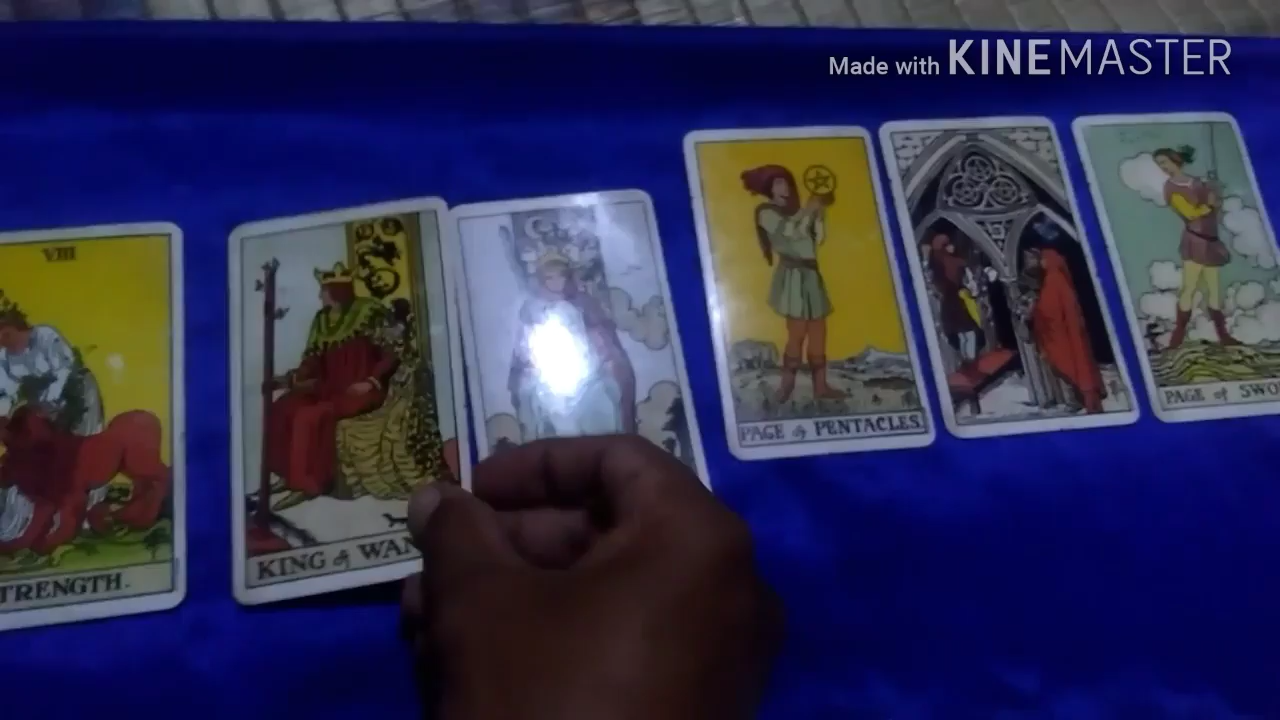 Made with KINEMASTER
VIII
TRENGTH.
KING of WAN
PAGE of PENTACLES.
PAGE of SWO